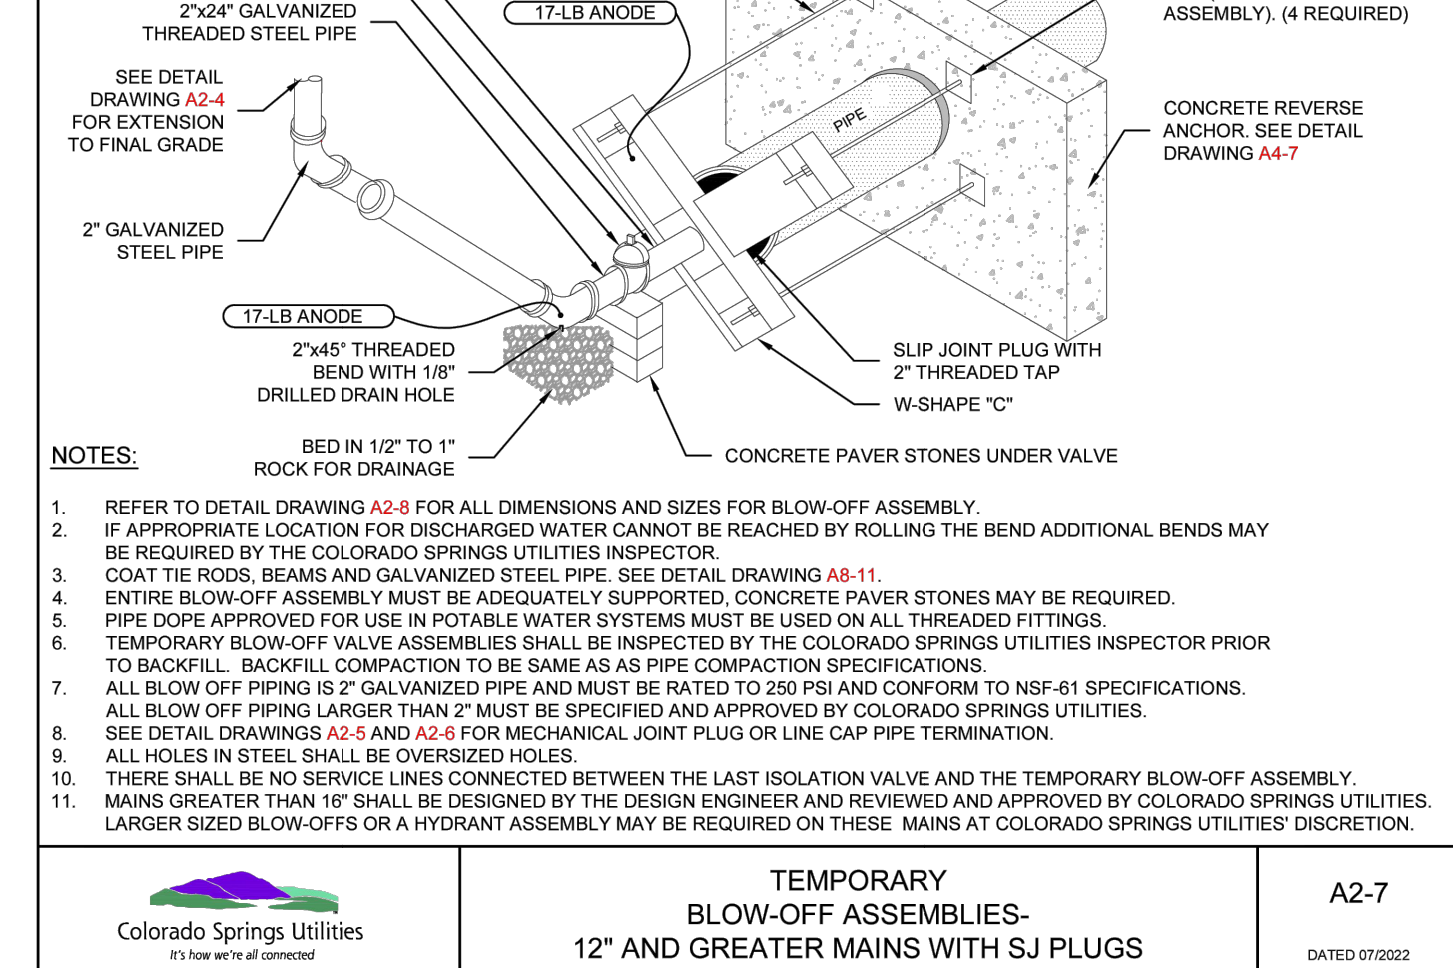 2"x24" GALVANIZED
THREADED STEEL PIPE
17-LB ANODE
ASSEMBLY). (4 REQUIRED)
SEE DETAIL
DRAWING A2-4
FOR EXTENSION
TO FINAL GRADE
PIPE
CONCRETE REVERSE
ANCHOR. SEE DETAIL
DRAWING A4-7
2" GALVANIZED
STEEL PIPE
17-LB ANODE
2"x45° THREADED
BEND WITH 1/8"
DRILLED DRAIN HOLE
SLIP JOINT PLUG WITH
2" THREADED TAP
W-SHAPE "C"
BED IN 1/2" TO 1"
ROCK FOR DRAINAGE
CONCRETE PAVER STONES UNDER VALVE
NOTES:
1. REFER TO DETAIL DRAWING A2-8 FOR ALL DIMENSIONS AND SIZES FOR BLOW-OFF ASSEMBLY.
2. IF APPROPRIATE LOCATION FOR DISCHARGED WATER CANNOT BE REACHED BY ROLLING THE BEND ADDITIONAL BENDS MAY
BE REQUIRED BY THE COLORADO SPRINGS UTILITIES INSPECTOR.
3. COAT TIE RODS, BEAMS AND GALVANIZED STEEL PIPE. SEE DETAIL DRAWING A8-11.
4. ENTIRE BLOW-OFF ASSEMBLY MUST BE ADEQUATELY SUPPORTED, CONCRETE PAVER STONES MAY BE REQUIRED.
5. PIPE DOPE APPROVED FOR USE IN POTABLE WATER SYSTEMS MUST BE USED ON ALL THREADED FITTINGS.
6. TEMPORARY BLOW-OFF VALVE ASSEMBLIES SHALL BE INSPECTED BY THE COLORADO SPRINGS UTILITIES INSPECTOR PRIOR
TO BACKFILL. BACKFILL COMPACTION TO BE SAME AS AS PIPE COMPACTION SPECIFICATIONS.
7. ALL BLOW OFF PIPING IS 2" GALVANIZED PIPE AND MUST BE RATED TO 250 PSI AND CONFORM TO NSF-61 SPECIFICATIONS.
ALL BLOW OFF PIPING LARGER THAN 2" MUST BE SPECIFIED AND APPROVED BY COLORADO SPRINGS UTILITIES.
8. SEE DETAIL DRAWINGS A2-5 AND A2-6 FOR MECHANICAL JOINT PLUG OR LINE CAP PIPE TERMINATION.
9. ALL HOLES IN STEEL SHALL BE OVERSIZED HOLES.
10. THERE SHALL BE NO SERVICE LINES CONNECTED BETWEEN THE LAST ISOLATION VALVE AND THE TEMPORARY BLOW-OFF ASSEMBLY.
11. MAINS GREATER THAN 16" SHALL BE DESIGNED BY THE DESIGN ENGINEER AND REVIEWED AND APPROVED BY COLORADO SPRINGS UTILITIES.
LARGER SIZED BLOW-OFFS OR A HYDRANT ASSEMBLY MAY BE REQUIRED ON THESE MAINS AT COLORADO SPRINGS UTILITIES' DISCRETION.
Colorado Springs Utilities
It's how we're all connected
TEMPORARY
BLOW-OFF ASSEMBLIES-
12" AND GREATER MAINS WITH SJ PLUGS
A2-7
DATED 07/2022